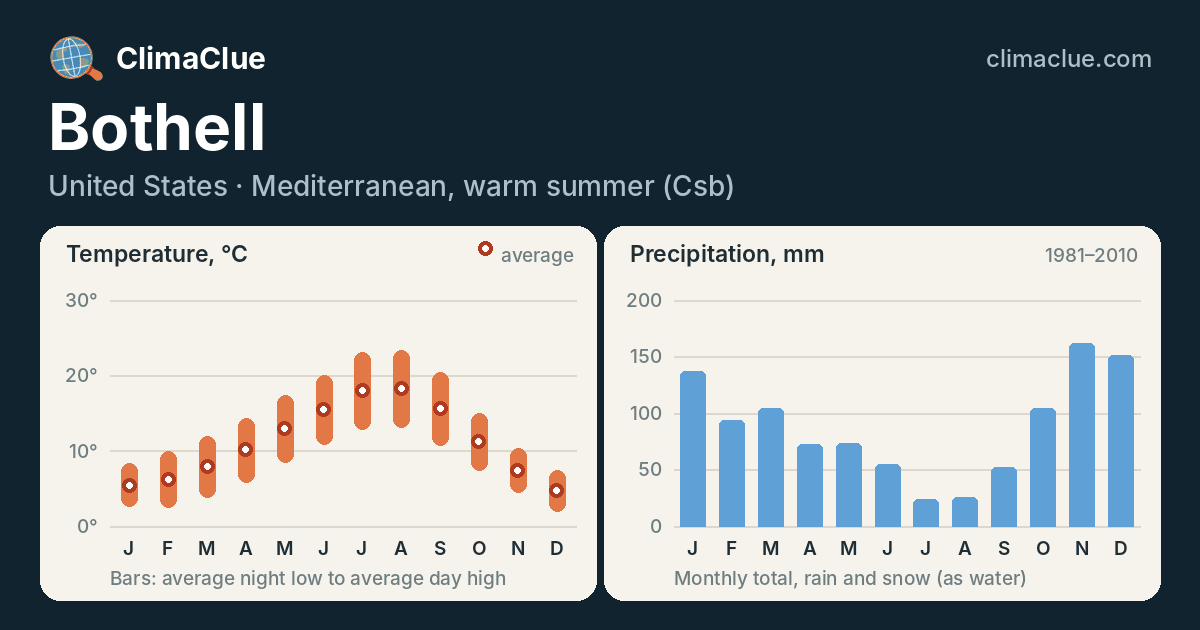 ClimaClue
climaclue.com
Bothell
United States · Mediterranean, warm summer (Csb)
Temperature, °C
average
30°
20°
10°
0°
J F M A M J J A S O N D
Bars: average night low to average day high
Precipitation, mm
1981–2010
200
150
100
50
0
J F M A M J J A S O N D
Monthly total, rain and snow (as water)